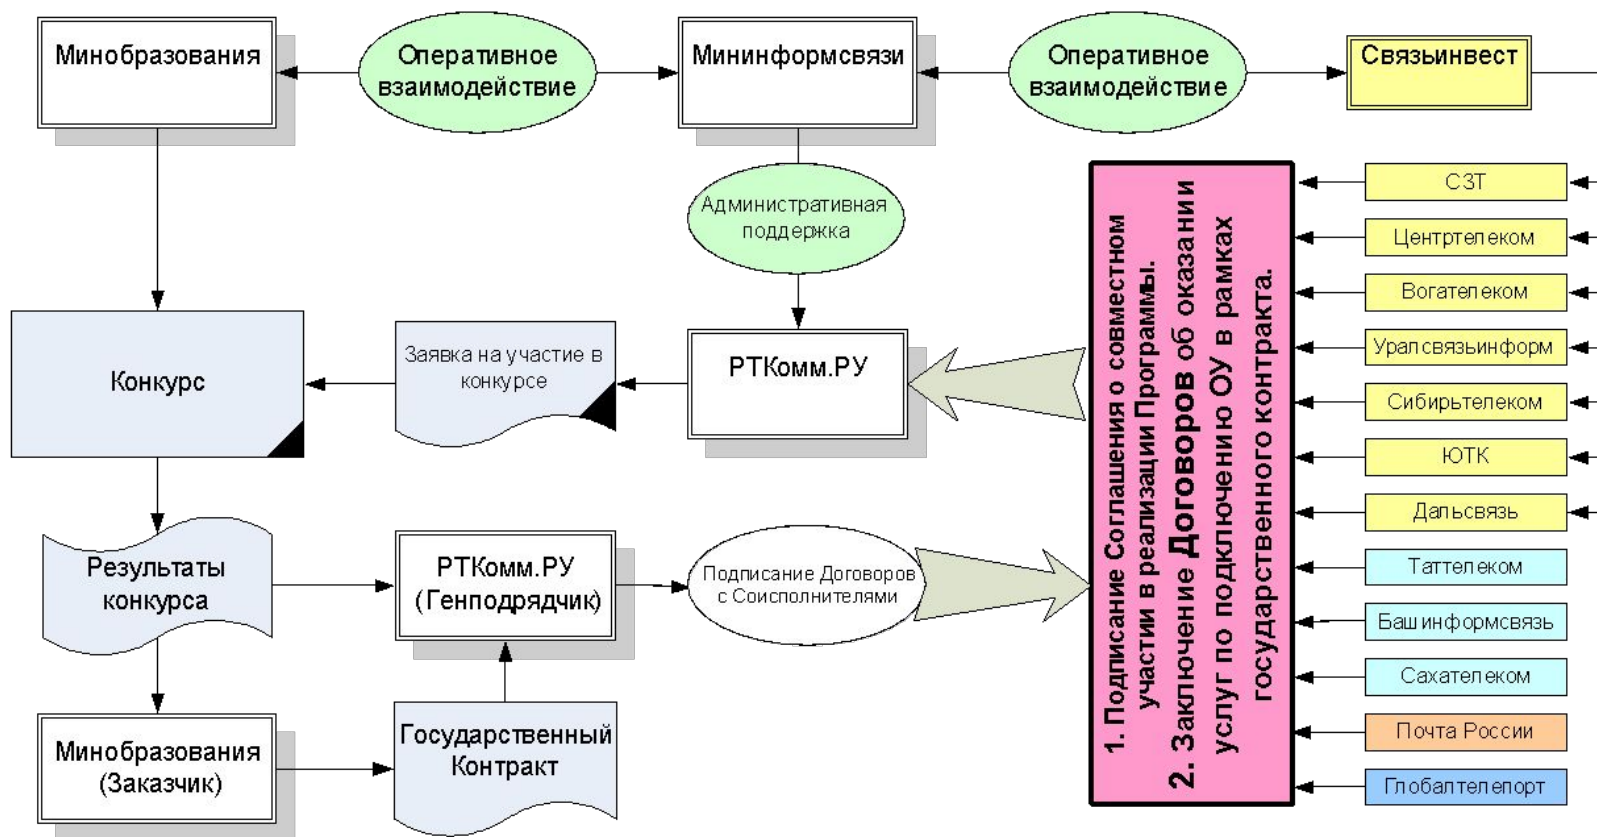 Минобразования
Оперативное
взаимодействие
Мининформсвязи
Оперативное
взаимодействие
Связьинвест
Административная
поддержка
Конкурс
Заявка на участие в
конкурсе
РТКомм.РУ
1. Подписание Соглашения о совместном
участии в реализации Программы.
2. Заключение Договоров об оказании
услуг по подключению ОУ в рамках
государственного контракта.
СЗТ
Центртелеком
Вогателеком
Уралсвязьинформ
Сибирьтелеком
ЮТК
Дальсвязь
Таттелеком
Башинформсвязь
Сахателеком
Почта России
Глобалтелепорт
Результаты
конкурса
РТКомм.РУ
(Генподрядчик)
Подписание Договоров
с Соисполнителями
Минобразования
(Заказчик)
Государственный
Контракт